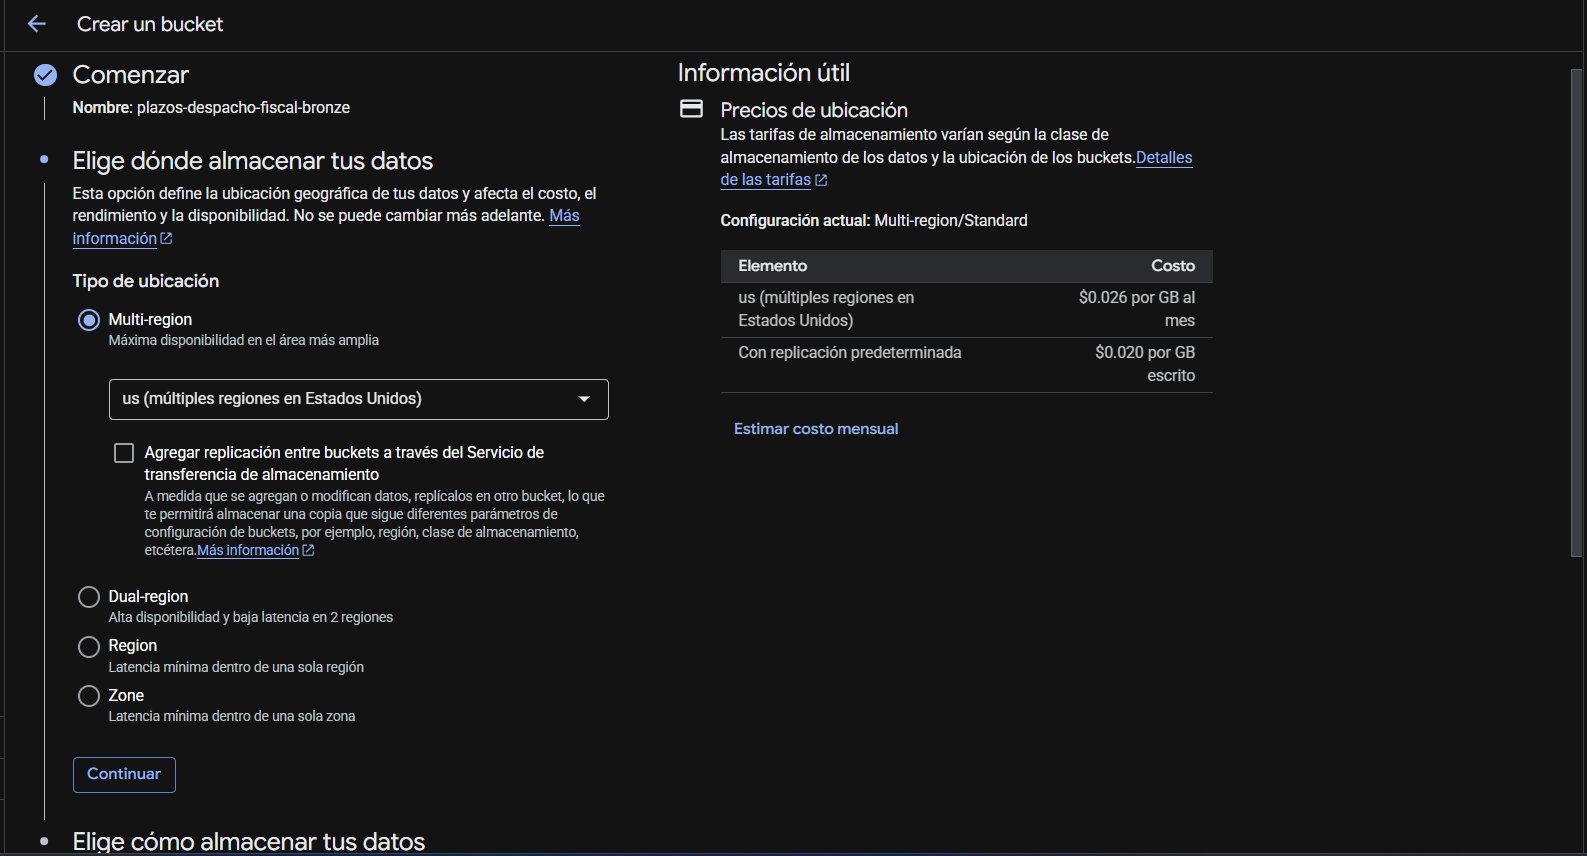 Crear un bucket
Comenzar
Nombre: plazos-despacho-fiscal-bronze
Elige dónde almacenar tus datos
Esta opción define la ubicación geográfica de tus datos y afecta el costo, el
rendimiento y la disponibilidad. No se puede cambiar más adelante. Más
información
Tipo de ubicación
Multi-region
Máxima disponibilidad en el área más amplia
us (múltiples regiones en Estados Unidos)
Agregar replicación entre buckets a través del Servicio de
transferencia de almacenamiento
A medida que se agregan o modifican datos, replícalos en otro bucket, lo que
te permitirá almacenar una copia que sigue diferentes parámetros de
configuración de buckets, por ejemplo, región, clase de almacenamiento,
etcétera.Más información
Dual-region
Alta disponibilidad y baja latencia en 2 regiones
Region
Latencia mínima dentro de una sola región
Zone
Latencia mínima dentro de una sola zona
Continuar
Elige cómo almacenar tus datos
Información útil
Precios de ubicación
Las tarifas de almacenamiento varían según la clase de
almacenamiento de los datos y la ubicación de los buckets.Detalles
de las tarifas
Configuración actual: Multi-region/Standard
Elemento Costo
us (múltiples regiones en $0.026 por GB al
Estados Unidos) mes
Con replicación predeterminada $0.020 por GB
escrito
Estimar costo mensual